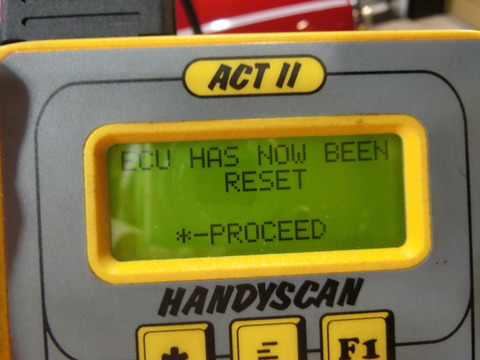 ACT II
ECU HAS NOW BEEN
RESET
*-PROCEED
HANDYSCAN
* F1